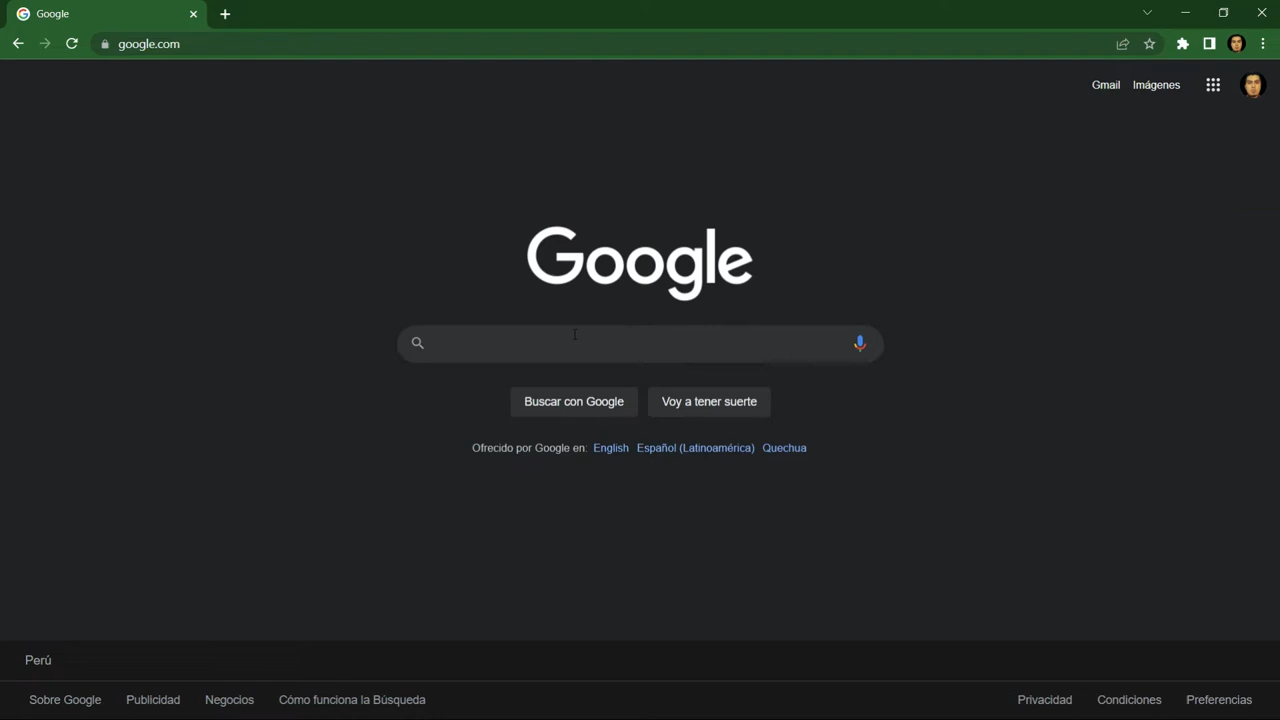 Google
google.com
Gmail Imágenes
Google
Buscar con Google Voy a tener suerte
Ofrecido por Google en: English Español (Latinoamérica) Quechua
Perú
Sobre Google Publicidad Negocios Cómo funciona la Búsqueda Privacidad Condiciones Preferencias